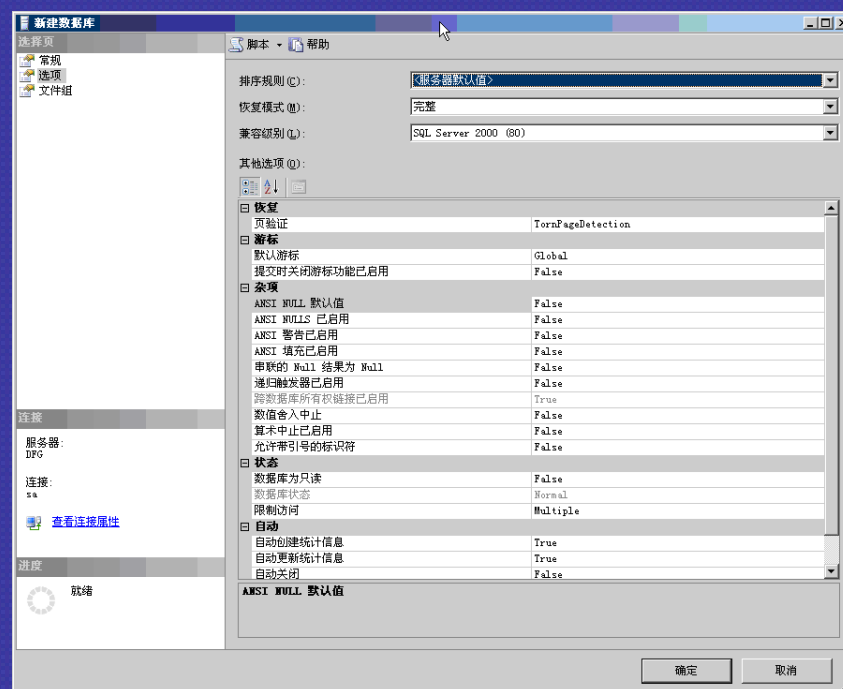 新建数据库
选择页
常规
选项
文件组
脚本 帮助
排序规则(C):
<服务器默认值>
恢复模式(M):
完整
兼容级别(L):
SQL Server 2000 (80)
其他选项(O):
恢复
页验证 TornPageDetection
游标
默认游标 Global
提交时关闭游标功能已启用 False
杂项
ANSI NULL 默认值 False
ANSI NULLS 已启用 False
ANSI 警告已启用 False
ANSI 填充已启用 False
串联的 Null 结果为 Null False
递归触发器已启用 False
跨数据库所有权链接已启用 True
数值舍入中止 False
算术中止已启用 False
允许带引号的标识符 False
状态
数据库为只读 False
数据库状态 Normal
限制访问 Multiple
自动
自动创建统计信息 True
自动更新统计信息 True
自动关闭 False
ANSI NULL 默认值
连接
服务器:
DFG
连接:
sa
查看连接属性
进度
就绪
确定 取消